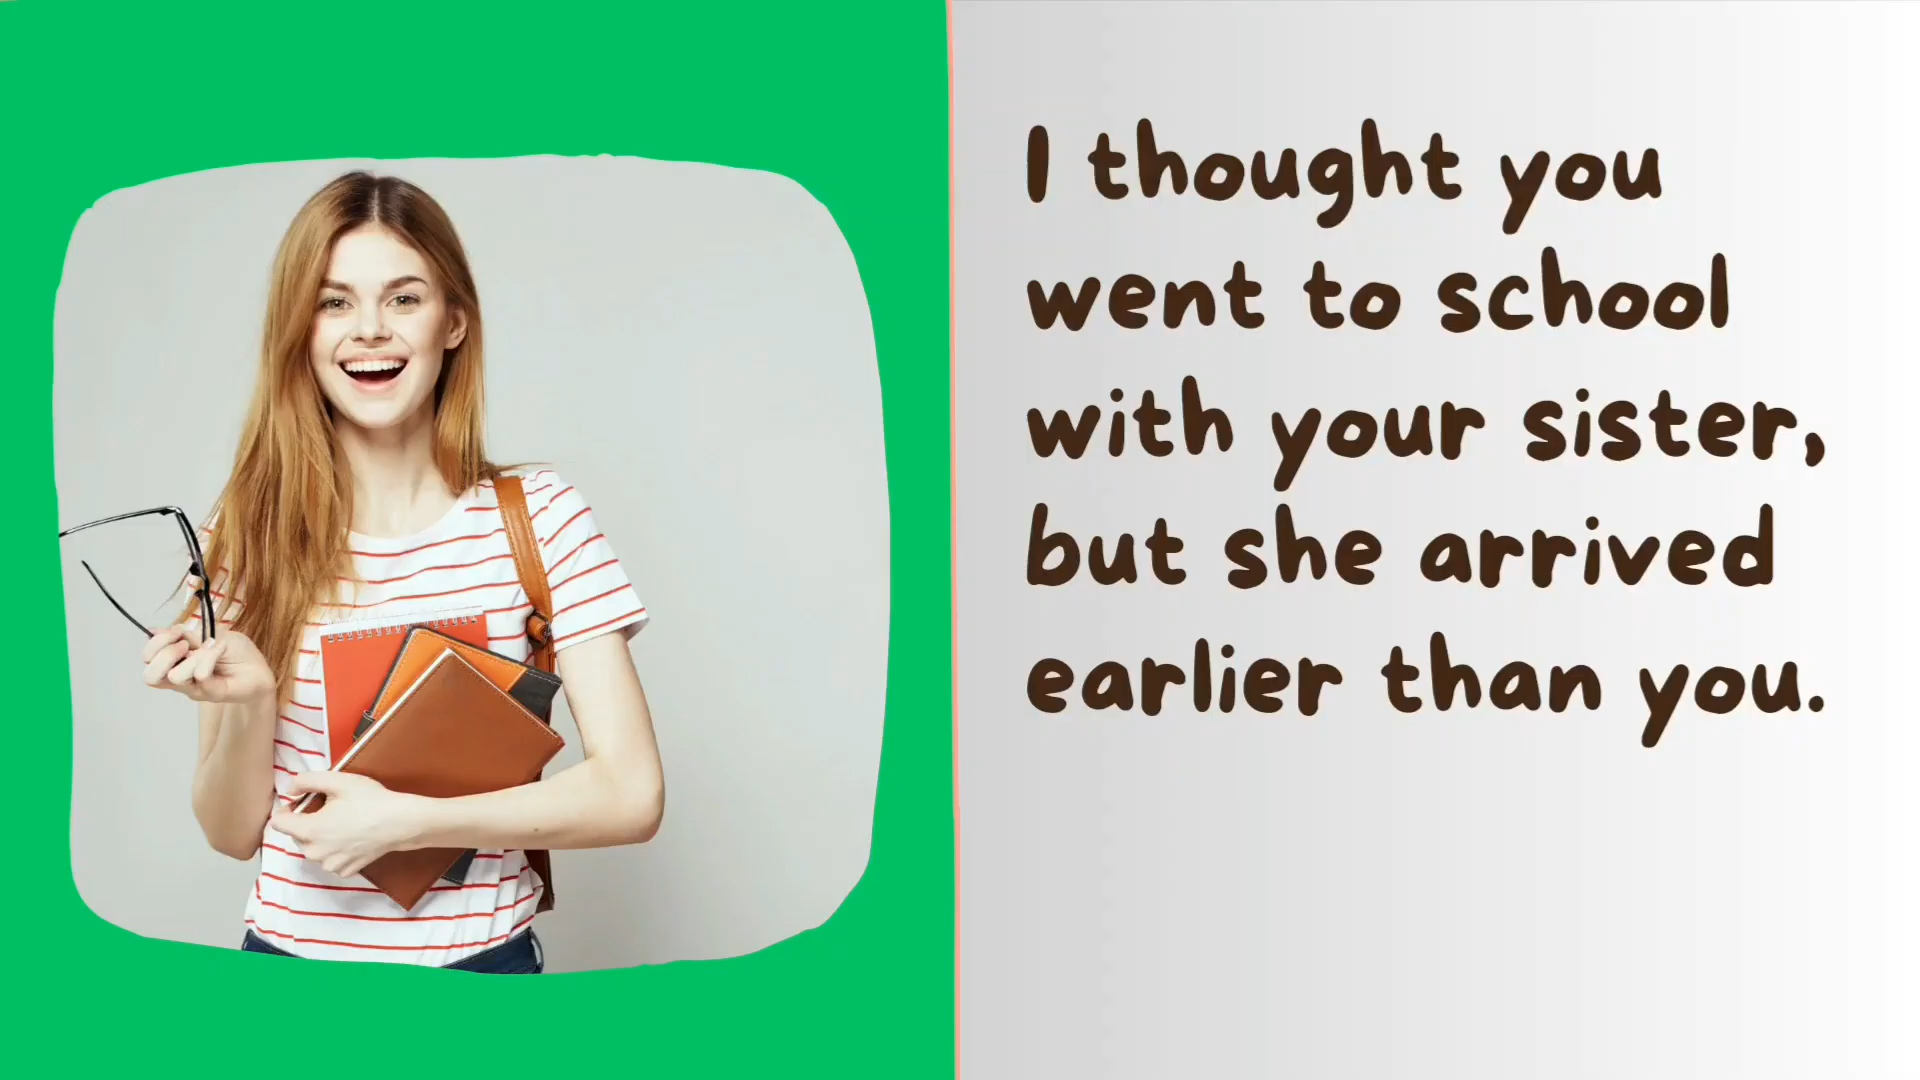 I thought you
went to school
with your sister,
but she arrived
earlier than you.